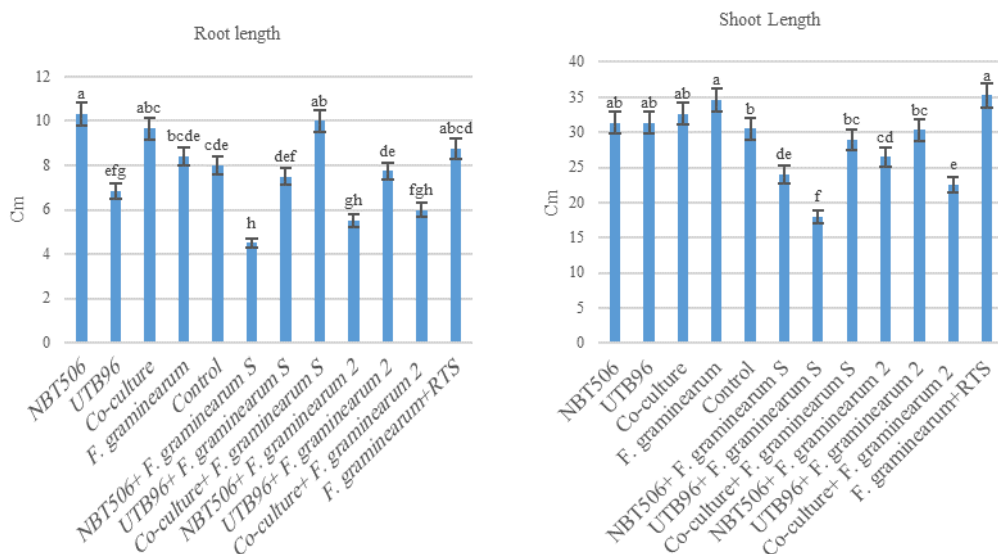 Root length
12
10
8
6
4
2
0
Cm
a
efg
abc
bcde
cde
h
def
ab
gh
de
fgh
abcd
NBT506
UTB96
Co-culture
F. graminearum
Control
NBT506+ F. graminearum S
UTB96+ F. graminearum S
Co-culture+ F. graminearum S
NBT506+ F. graminearum 2
UTB96+ F. graminearum 2
Co-culture+ F. graminearum 2
F. graminearum+RTS
Shoot Length
40
35
30
25
20
15
10
5
0
Cm
ab
ab
ab
a
b
de
f
bc
cd
bc
e
a
NBT506
UTB96
Co-culture
F. graminearum
Control
NBT506+ F. graminearum S
UTB96+ F. graminearum S
Co-culture+ F. graminearum S
NBT506+ F. graminearum 2
UTB96+ F. graminearum 2
Co-culture+ F. graminearum 2
F. graminearum+RTS